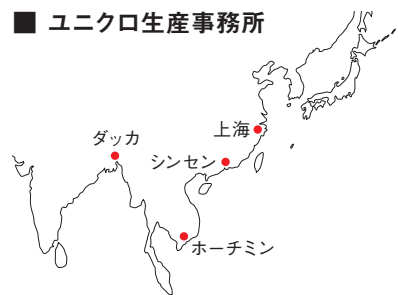 ■ ユニクロ生産事務所
上海
ダッカ
シンセン
ホーチミン